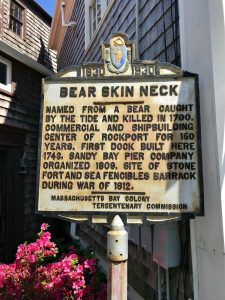 1630 1930
BEAR SKIN NECK
NAMED FROM A BEAR CAUGHT
BY THE TIDE AND KILLED IN 1700.
COMMERCIAL AND SHIPBUILDING
CENTER OF ROCKPORT FOR 150
YEARS. FIRST DOCK BUILT HERE
1743. SANDY BAY PIER COMPANY
ORGANIZED 1809. SITE OF STONE
FORT AND SEA FENCIBLES BARRACK
DURING WAR OF 1812.
MASSACHUSETTS BAY COLONY
TERCENTENARY COMMISSION